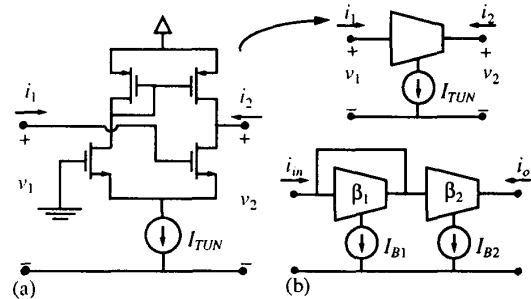 i₁
i₂
+
+
v₁
v₂
I_TUN
−
−
(a)
i₁
i₂
+
+
v₁
v₂
I_TUN
−
−
i_in
i_o
β₁
β₂
I_B1
I_B2
(b)